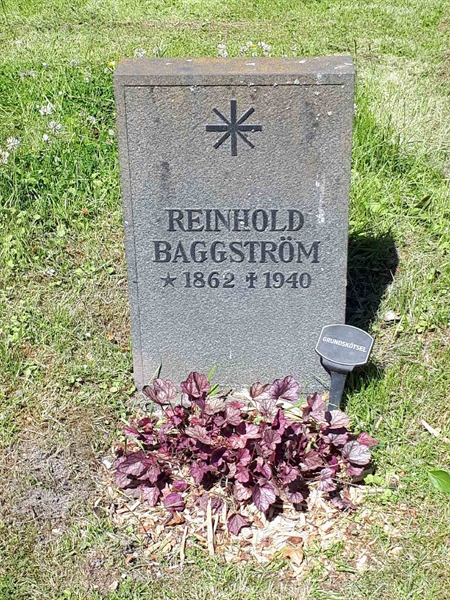 REINHOLD
BAGGSTRÖM
★ 1862 ✝ 1940
GRUNDSKÖTSEL